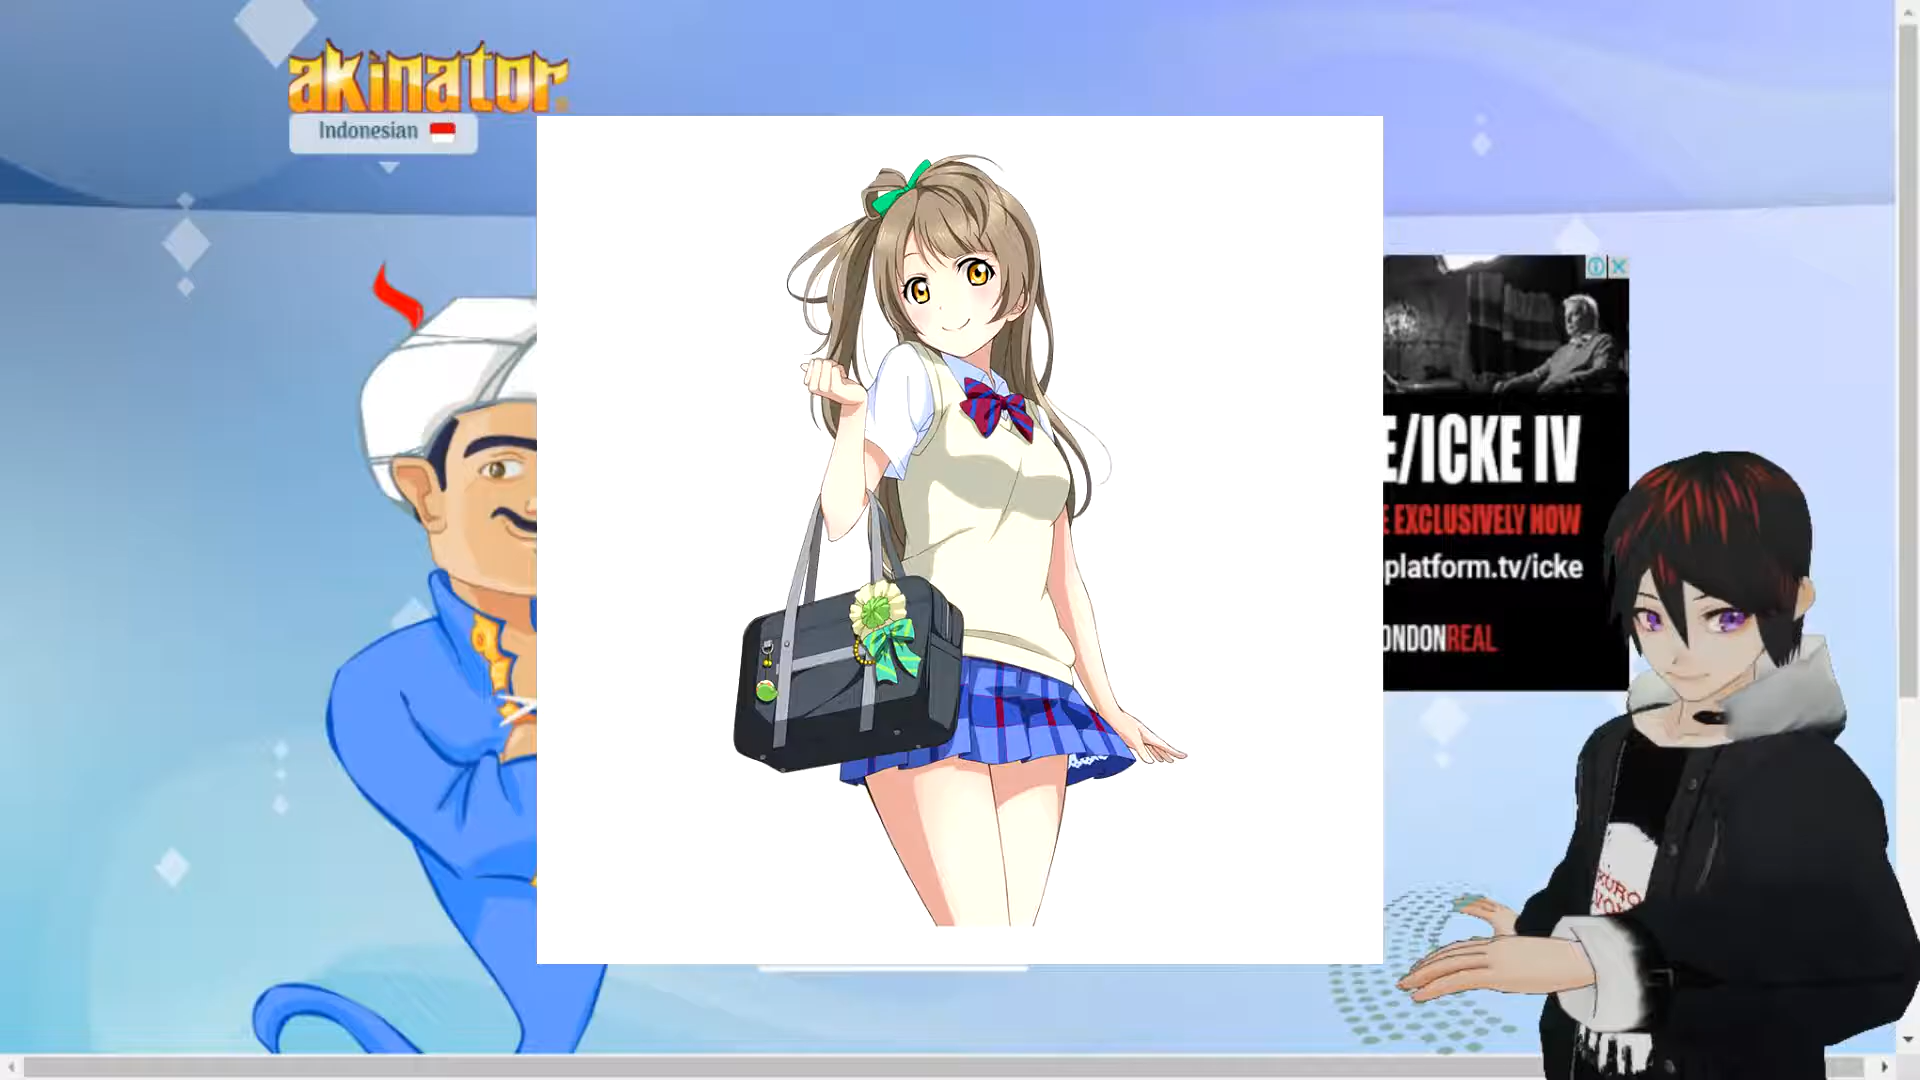 akinator
Indonesian
E/ICKE IV
E EXCLUSIVELY NOW
platform.tv/icke
ONDONREAL